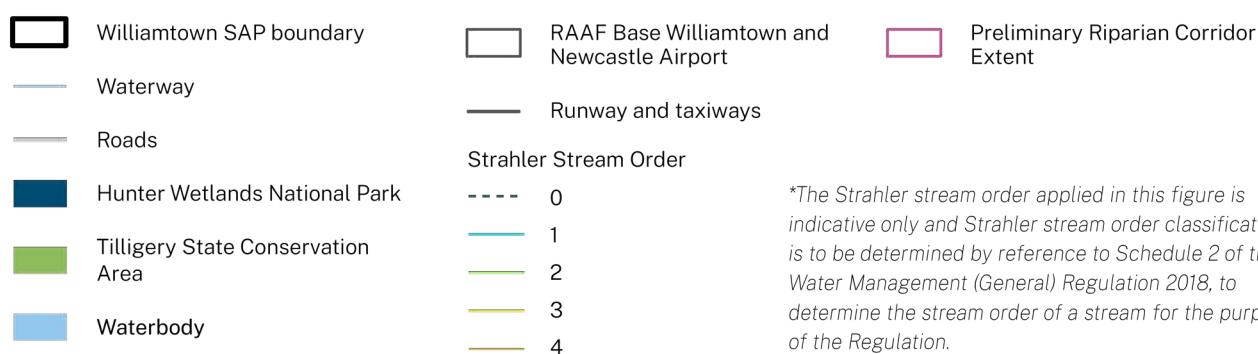 Williamtown SAP boundary
Waterway
Roads
Hunter Wetlands National Park
Tilligery State Conservation
Area
Waterbody
RAAF Base Williamtown and
Newcastle Airport
Runway and taxiways
Strahler Stream Order
0
1
2
3
4
Preliminary Riparian Corridor
Extent
*The Strahler stream order applied in this figure is
indicative only and Strahler stream order
is to be determined by reference to Schedule 2 of
Water Management (General) Regulation 2018, to
determine the stream order of a stream for the
of the Regulation.